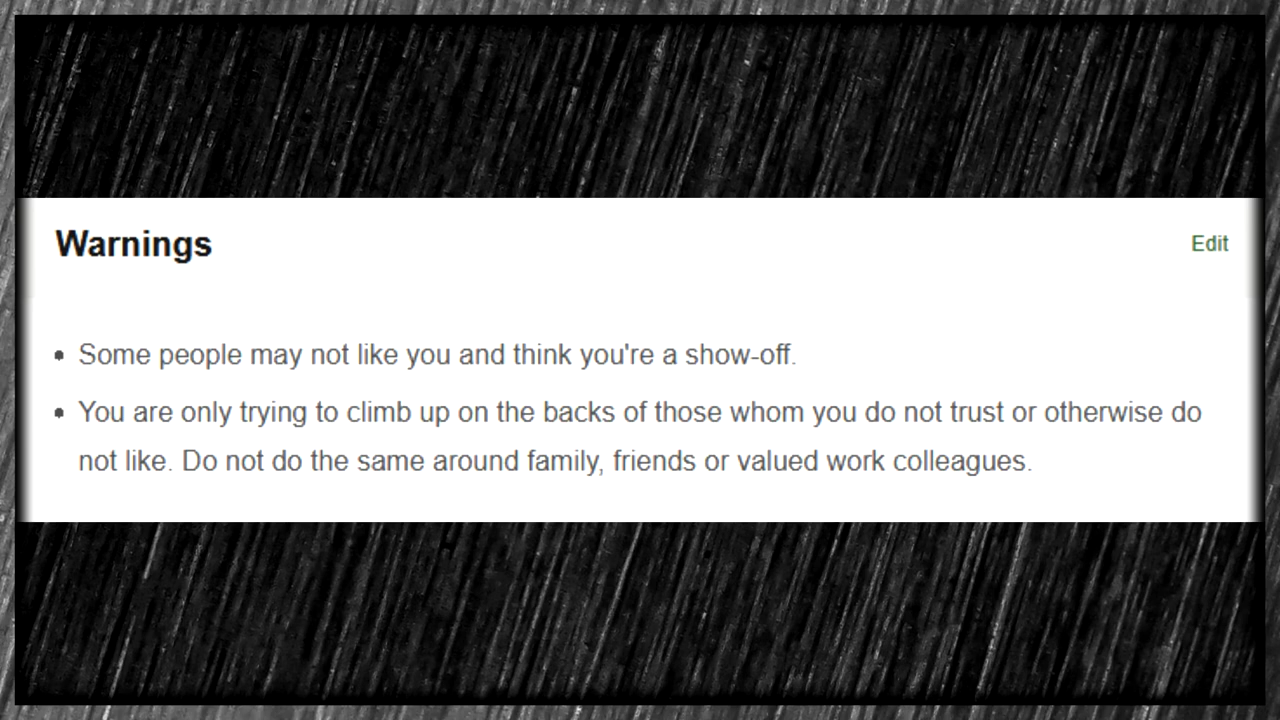 Warnings
Edit
Some people may not like you and think you're a show-off.
You are only trying to climb up on the backs of those whom you do not trust or otherwise do
not like. Do not do the same around family, friends or valued work colleagues.